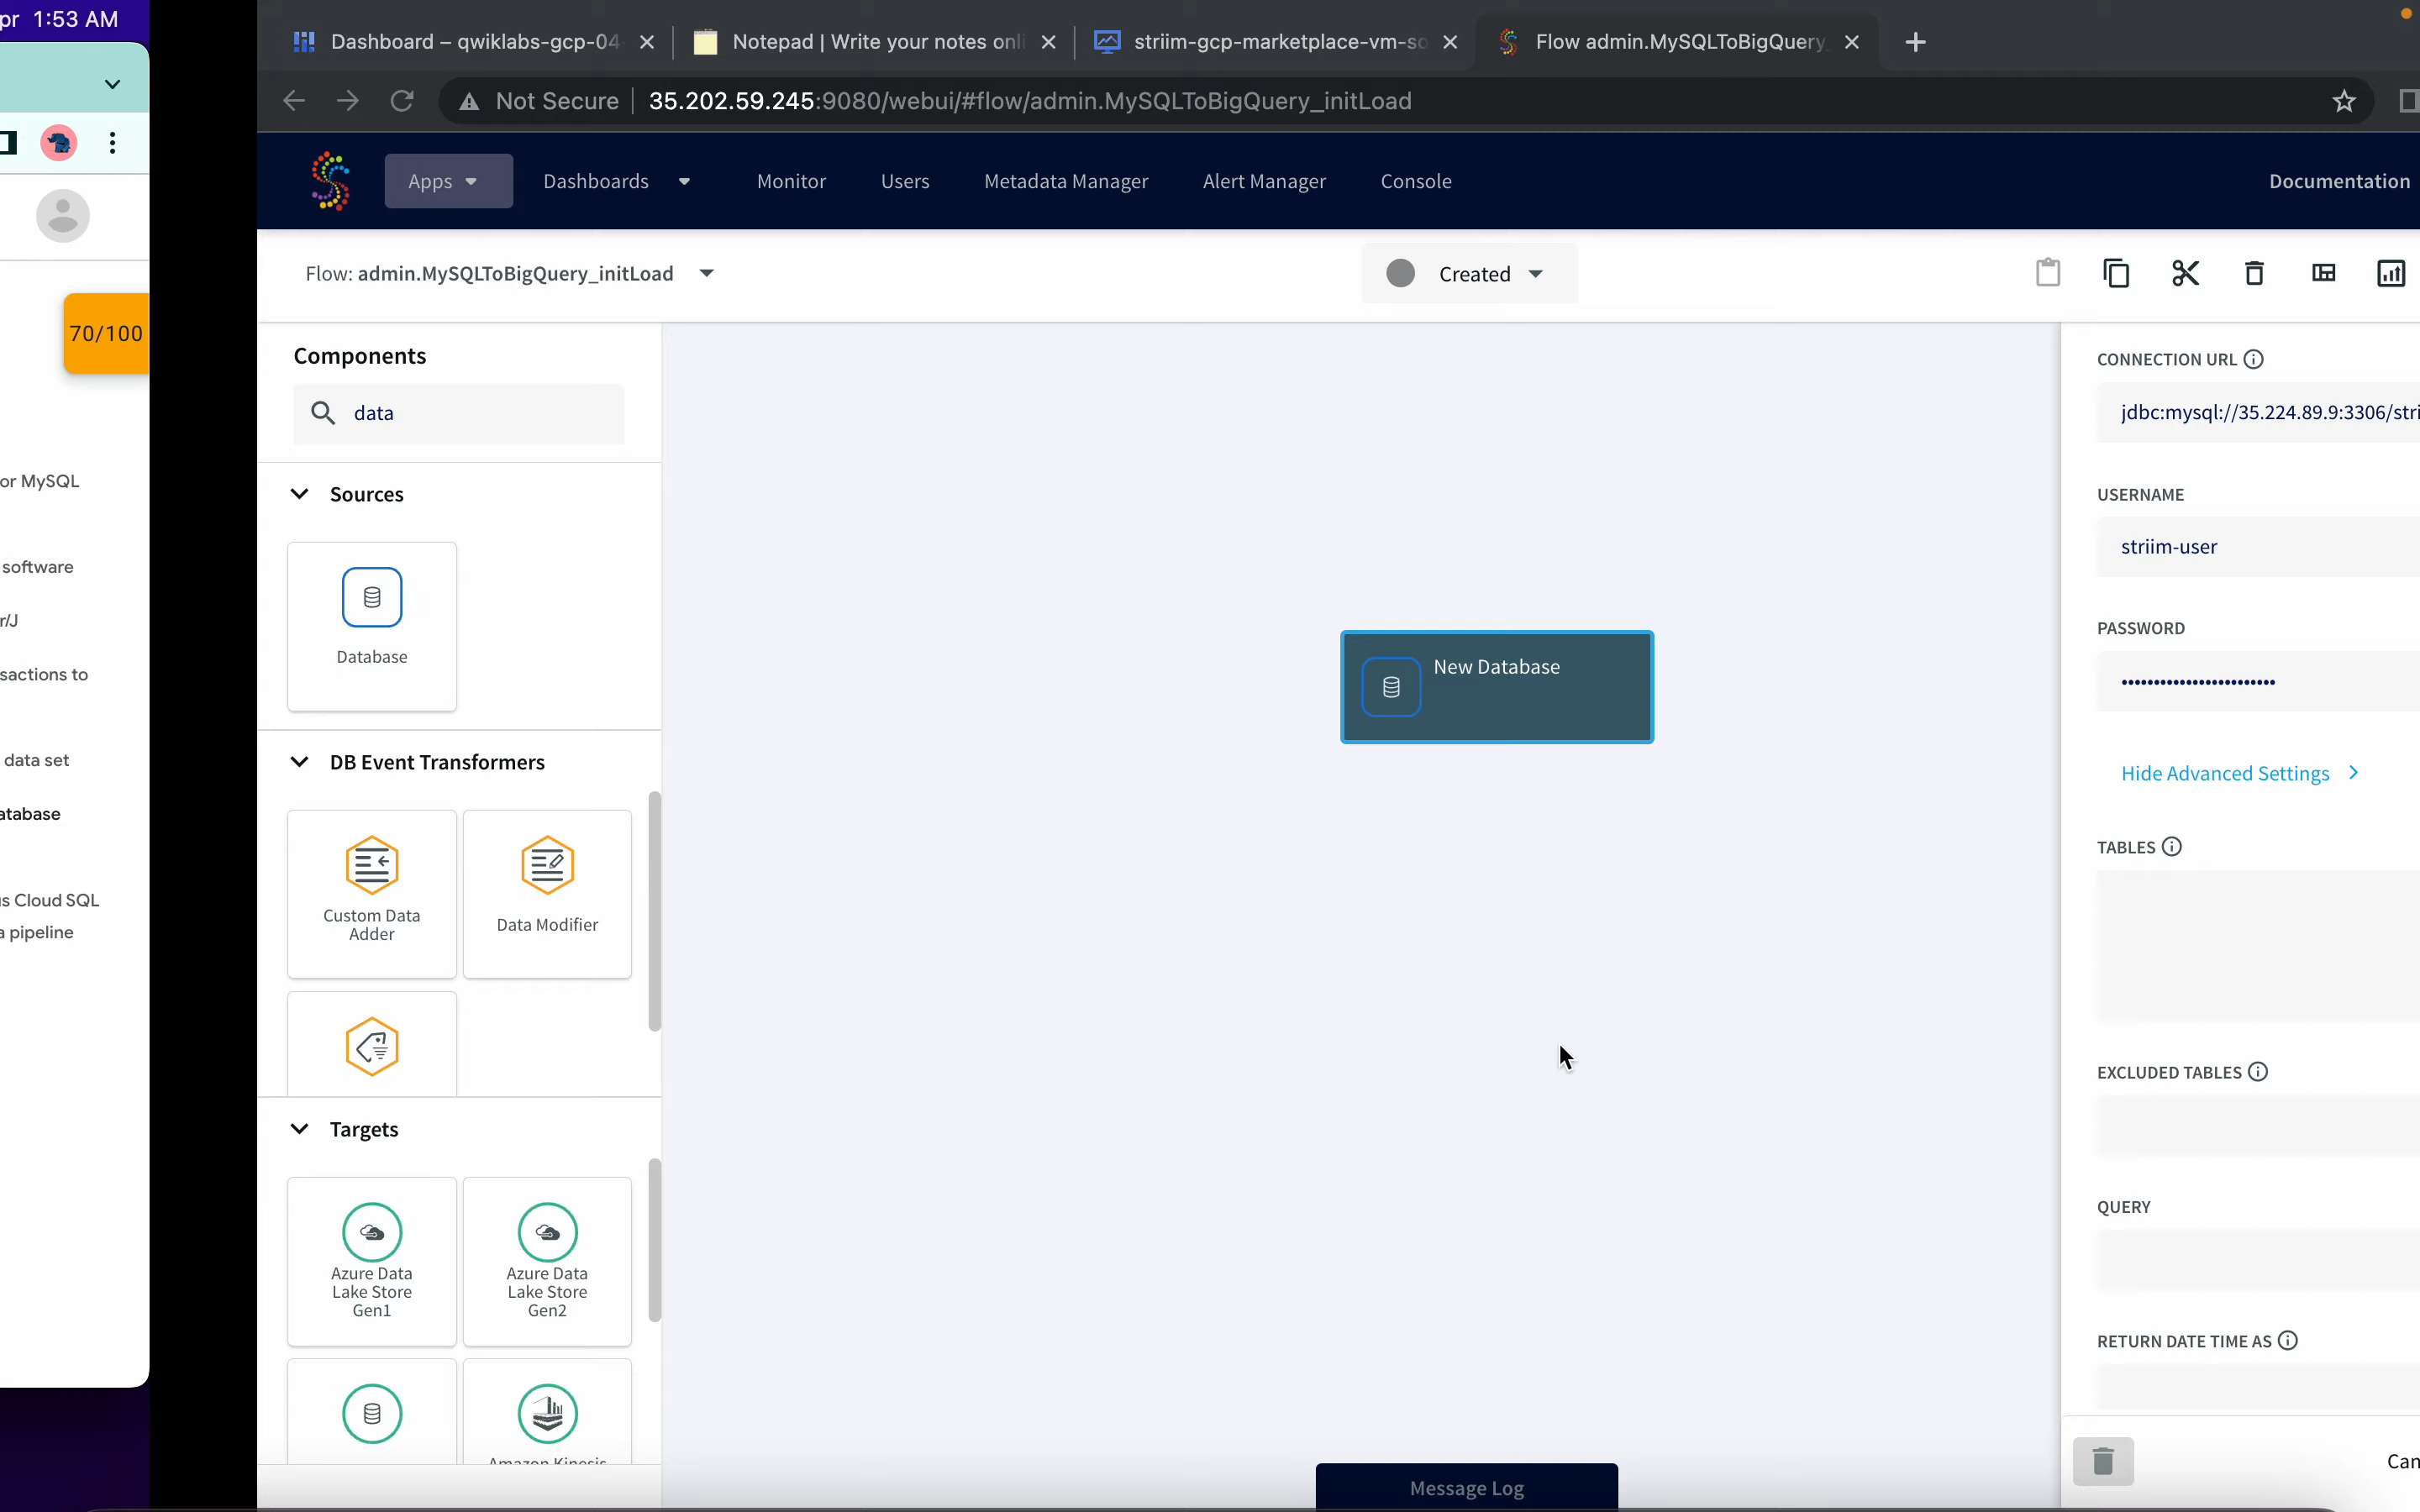 pr 1:53 AM
70/100
or MySQL
software
r/J
sactions to
data set
atabase
s Cloud SQL
a pipeline
Dashboard – qwiklabs-gcp-04
Notepad | Write your notes onli
striim-gcp-marketplace-vm-so
Flow admin.MySQLToBigQuery
Not Secure
35.202.59.245:9080/webui/#flow/admin.MySQLToBigQuery_initLoad
Apps
Dashboards
Monitor
Users
Metadata Manager
Alert Manager
Console
Documentation
Flow: admin.MySQLToBigQuery_initLoad
Created
Components
data
Sources
Database
DB Event Transformers
Custom Data
Adder
Data Modifier
Targets
Azure Data
Lake Store
Gen1
Azure Data
Lake Store
Gen2
Amazon Kinesis
New Database
Message Log
CONNECTION URL
jdbc:mysql://35.224.89.9:3306/stri
USERNAME
striim-user
PASSWORD
Hide Advanced Settings
TABLES
EXCLUDED TABLES
QUERY
RETURN DATE TIME AS
Can